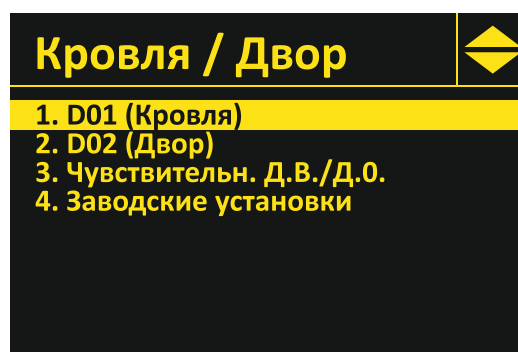 Кровля / Двор
1. D01 (Кровля)
2. D02 (Двор)
3. Чувствительн. Д.В./Д.0.
4. Заводские установки